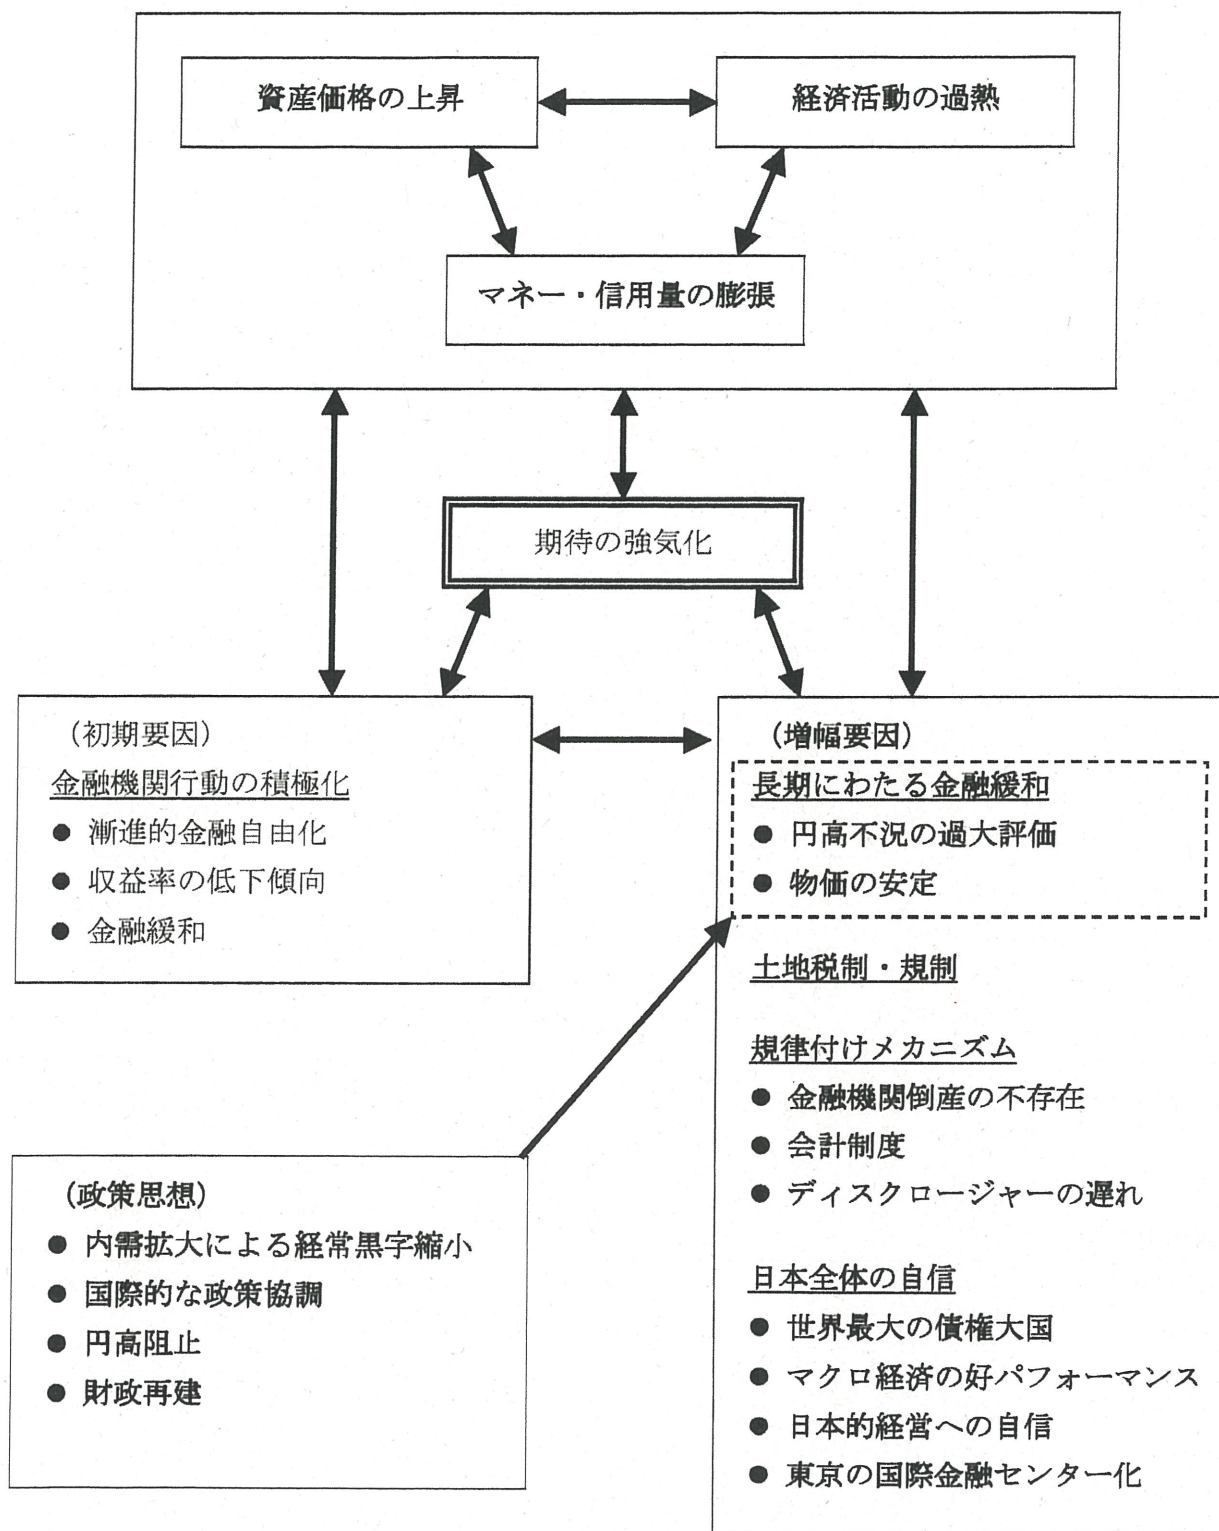 資産価格の上昇
経済活動の過熱
マネー・信用量の膨張
期待の強気化
（初期要因）
金融機関行動の積極化
● 漸進的金融自由化
● 収益率の低下傾向
● 金融緩和
（増幅要因）
長期にわたる金融緩和
● 円高不況の過大評価
● 物価の安定
土地税制・規制
規律付けメカニズム
● 金融機関倒産の不存在
● 会計制度
● ディスクロージャーの遅れ
日本全体の自信
● 世界最大の債権大国
● マクロ経済の好パフォーマンス
● 日本的経営への自信
● 東京の国際金融センター化
（政策思想）
● 内需拡大による経常黒字縮小
● 国際的な政策協調
● 円高阻止
● 財政再建